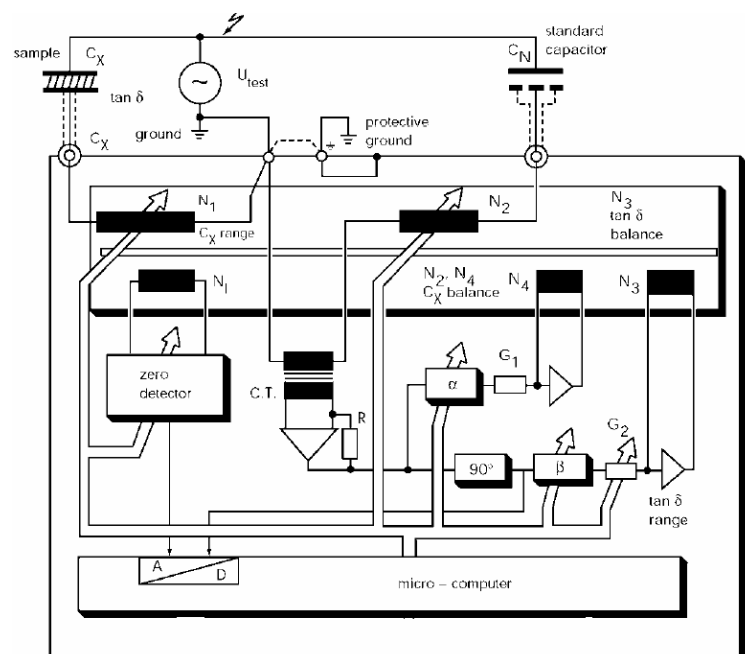 sample
C_X
tan δ
C_X
~
U_test
ground
protective
ground
C_N
standard
capacitor
N_1
C_X range
N_2
N_3
tan δ
balance
N_I
N_2, N_4
C_X balance
N_4
N_3
zero
detector
C.T.
R
α
G_1
90°
β
G_2
tan δ
range
A
D
micro – computer